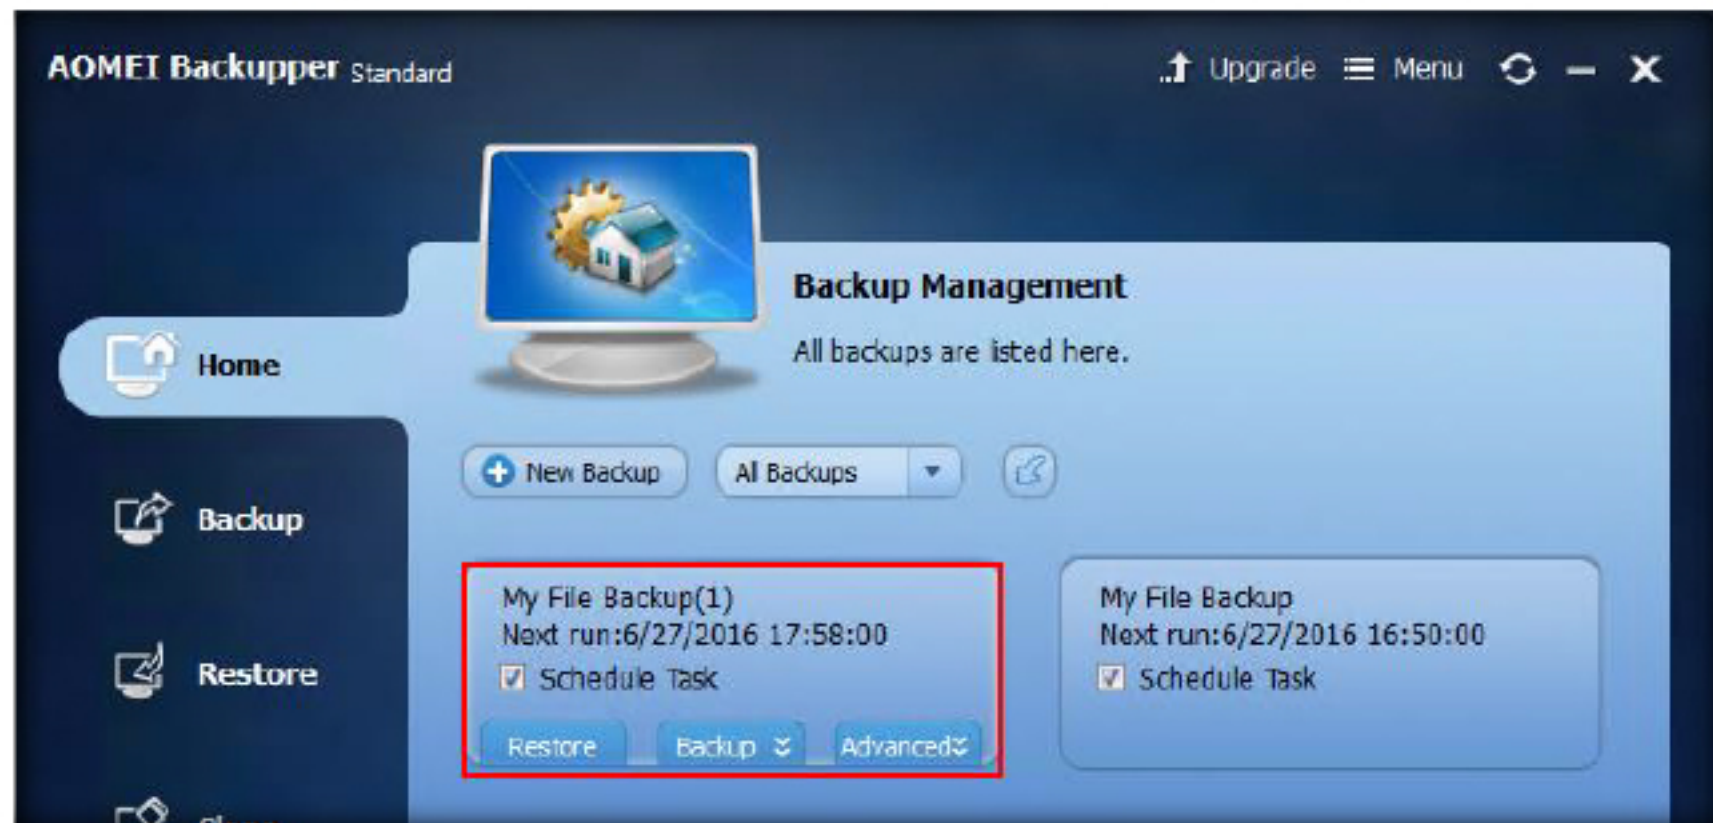 AOMEI Backupper Standard
Upgrade Menu
Backup Management
All backups are listed here.
Home
New Backup All Backups
Backup
My File Backup(1)
Next run:6/27/2016 17:58:00
Schedule Task
Restore Backup Advanced
My File Backup
Next run:6/27/2016 16:50:00
Schedule Task
Restore